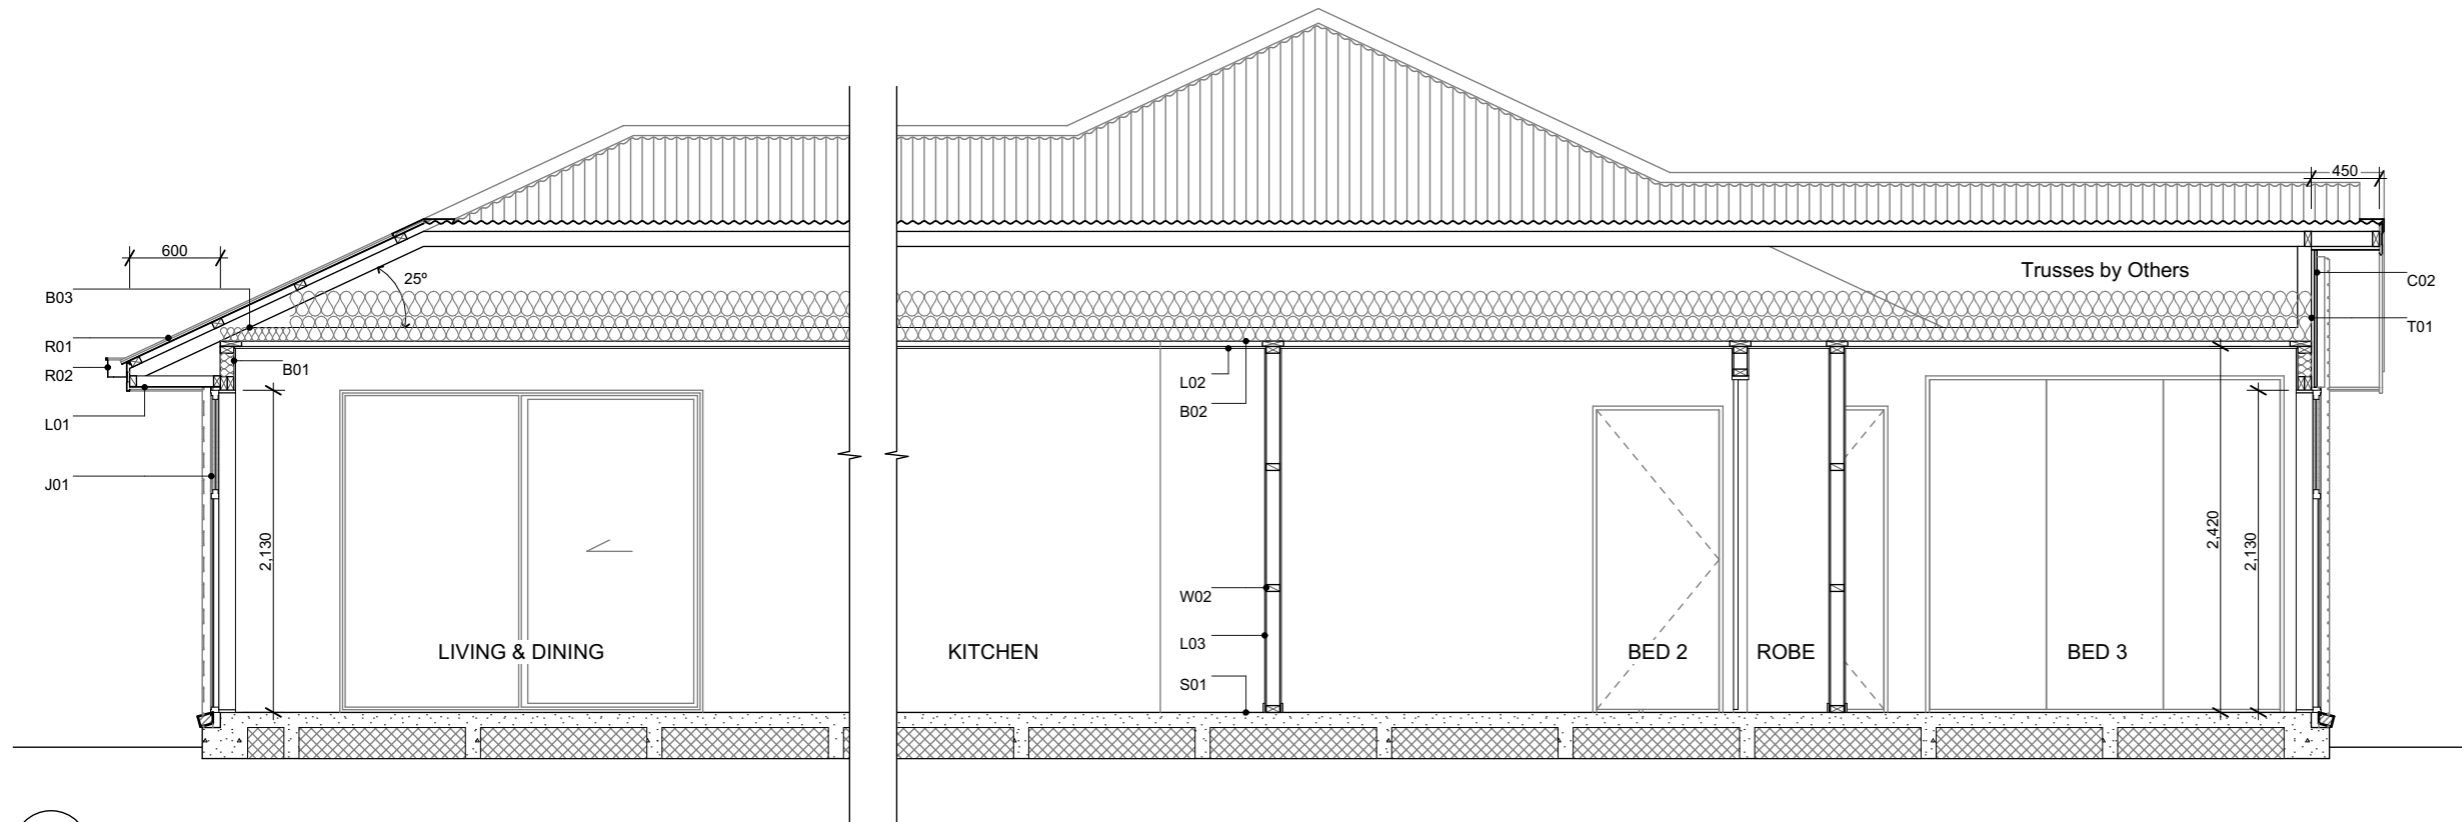 450
600
25º
Trusses by Others
B03
C02
R01
T01
R02
B01
L02
L01
B02
J01
2,130
2,420
2,130
W02
L03
LIVING & DINING
KITCHEN
BED 2
ROBE
BED 3
S01